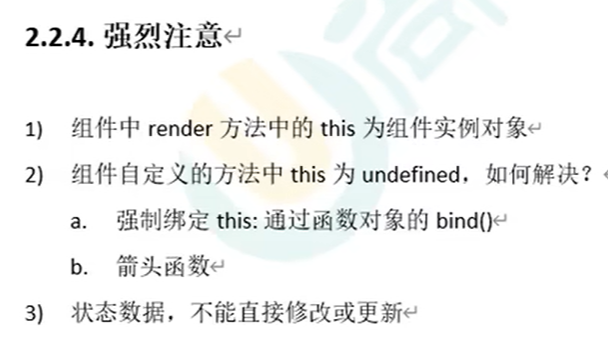 2.2.4. 强烈注意↵
1) 组件中 render 方法中的 this 为组件实例对象↵
2) 组件自定义的方法中 this 为 undefined，如何解决？↵
a. 强制绑定 this: 通过函数对象的 bind()↵
b. 箭头函数↵
3) 状态数据，不能直接修改或更新↵